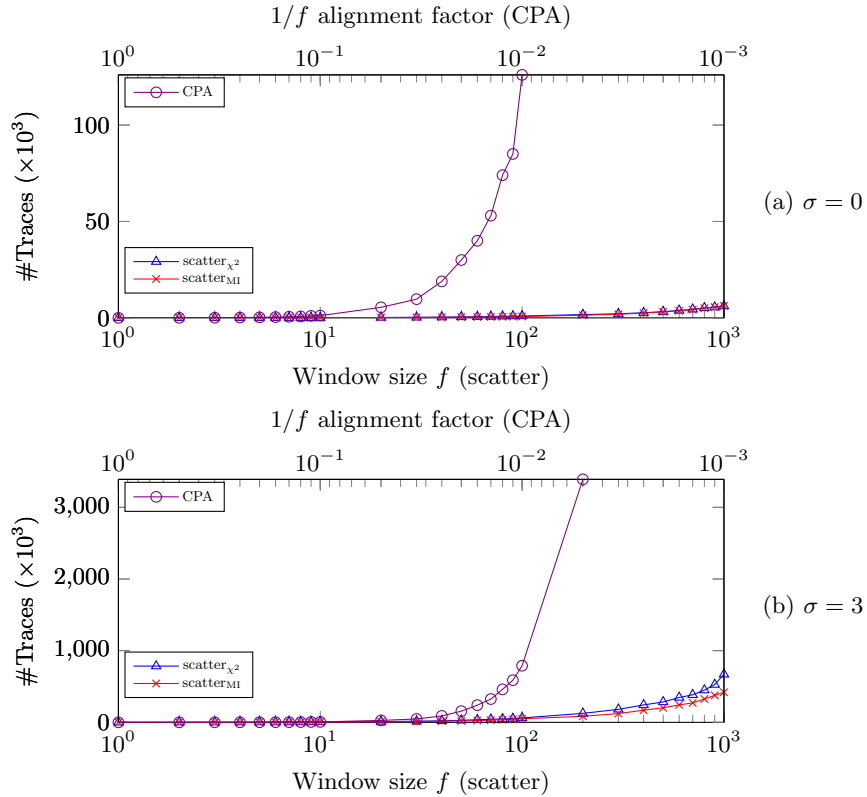 1/f alignment factor (CPA)
10^0 10^-1 10^-2 10^-3
CPA
100
50
0
#Traces (×10^3)
scatter_χ2
scatter_MI
(a) σ = 0
10^0 10^1 10^2 10^3
Window size f (scatter)
1/f alignment factor (CPA)
10^0 10^-1 10^-2 10^-3
CPA
3,000
2,000
1,000
0
#Traces (×10^3)
scatter_χ2
scatter_MI
(b) σ = 3
10^0 10^1 10^2 10^3
Window size f (scatter)